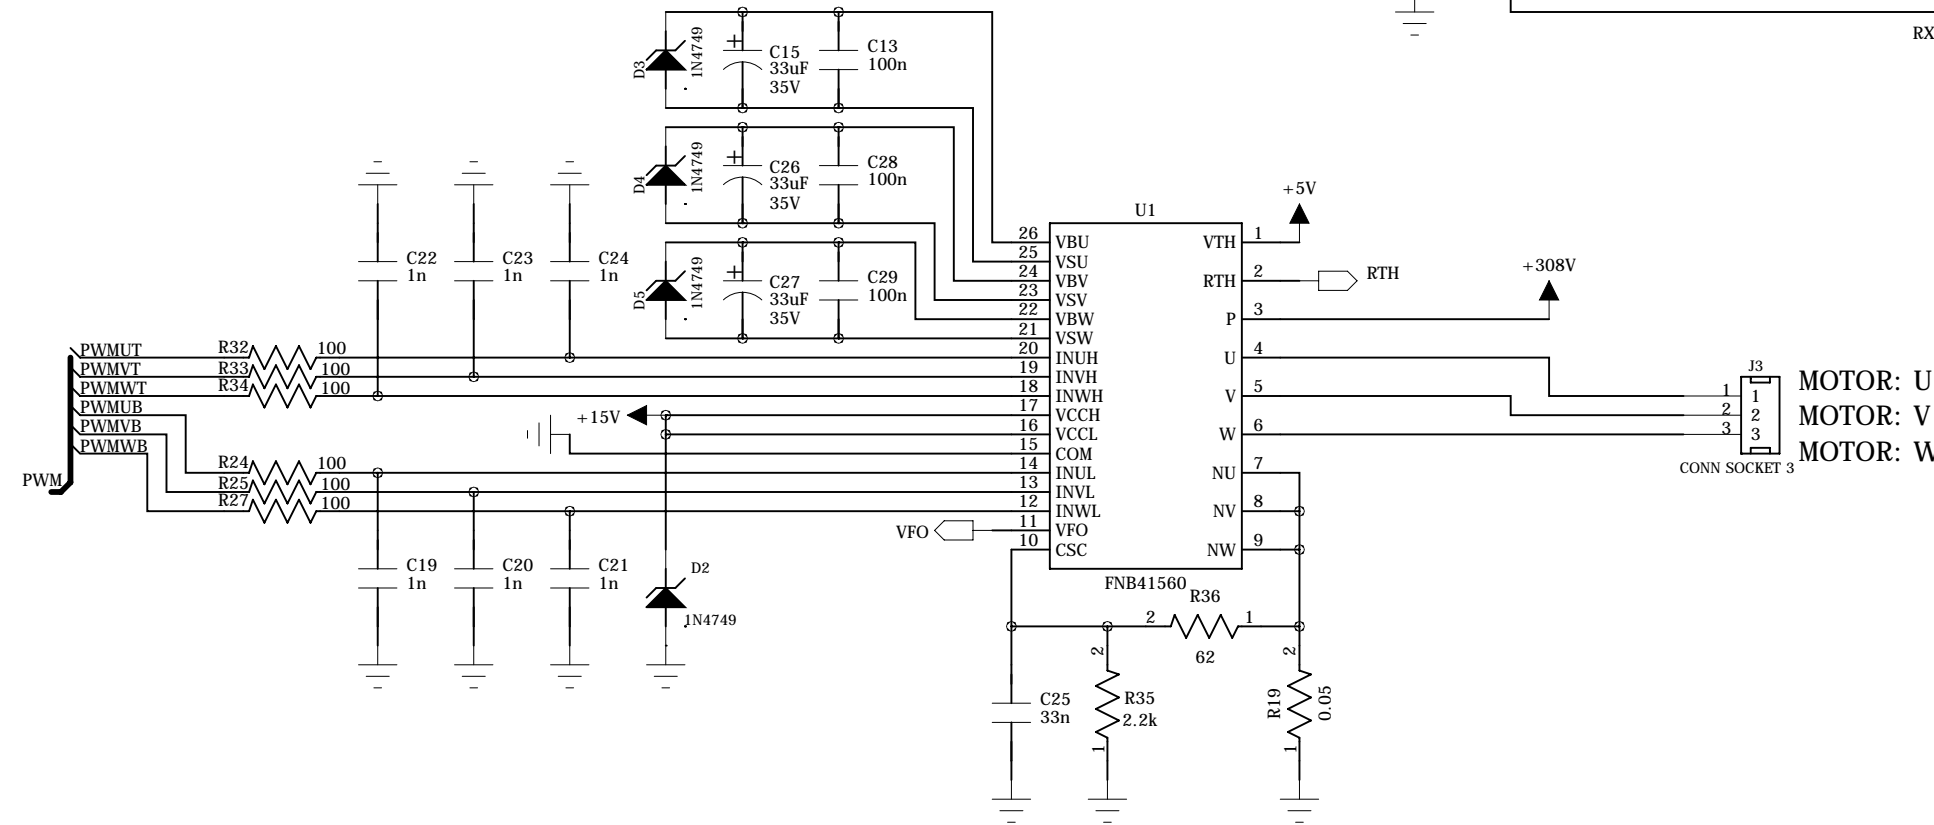 RX
D3
1N4749
+
C15
33uF
35V
C13
100n
D4
1N4749
+
C26
33uF
35V
C28
100n
D5
1N4749
+
C27
33uF
35V
C29
100n
C22
1n
C23
1n
C24
1n
PWMUT
PWMVT
PWMWT
PWMUB
PWMVB
PWMWB
PWM
R32 100
R33 100
R34 100
+15V
R24 100
R25 100
R27 100
C19
1n
C20
1n
C21
1n
D2
1N4749
VFO
U1
26 VBU
25 VSU
24 VBV
23 VSV
22 VBW
21 VSW
20 INUH
19 INVH
18 INWH
17 VCCH
16 VCCL
15 COM
14 INUL
13 INVL
12 INWL
11 VFO
10 CSC
VTH 1
RTH 2
P 3
U 4
V 5
W 6
NU 7
NV 8
NW 9
FNB41560
+5V
RTH
+308V
J3
1 1
2 2
3 3
CONN SOCKET 3
MOTOR: U
MOTOR: V
MOTOR: W
R36
2 1
62
C25
33n
2
R35
2.2k
1
2
R19
0.05
1